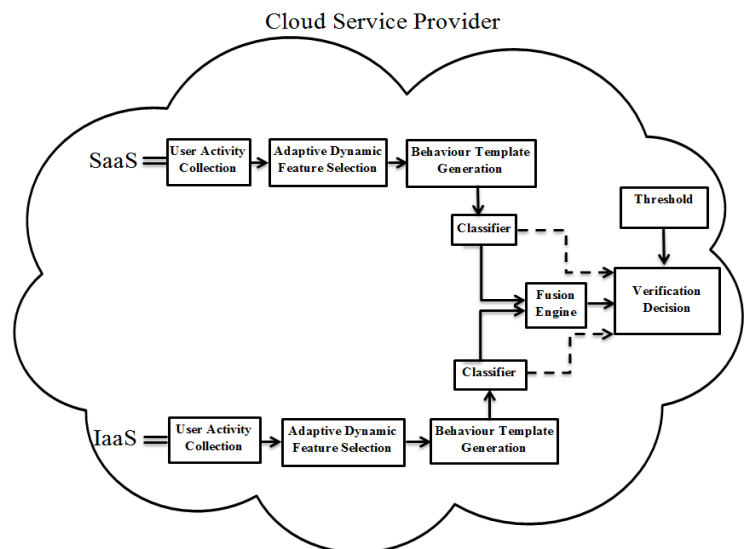 Cloud Service Provider
SaaS
User Activity
Collection
Adaptive Dynamic
Feature Selection
Behaviour Template
Generation
Classifier
Threshold
Fusion
Engine
Verification
Decision
Classifier
IaaS
User Activity
Collection
Adaptive Dynamic
Feature Selection
Behaviour Template
Generation